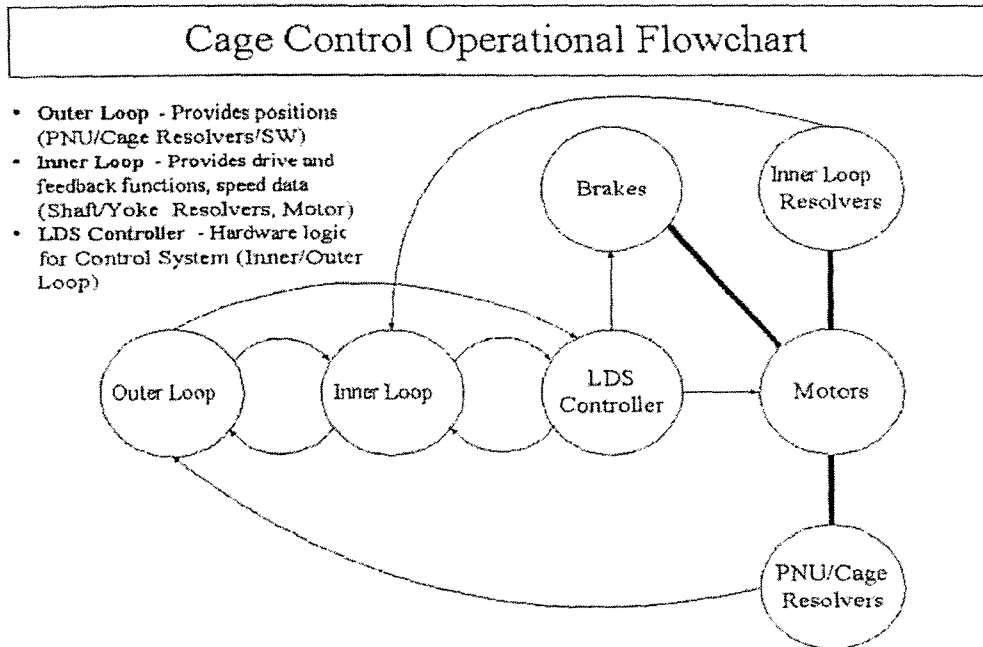 Cage Control Operational Flowchart
• Outer Loop - Provides positions
(PNU/Cage Resolvers/SW)
• Inner Loop - Provides drive and
feedback functions, speed data
(Shaft/Yoke Resolvers, Motor)
• LDS Controller - Hardware logic
for Control System (Inner/Outer
Loop)
Brakes
Inner Loop
Resolvers
Outer Loop
Inner Loop
LDS
Controller
Motors
PNU/Cage
Resolvers